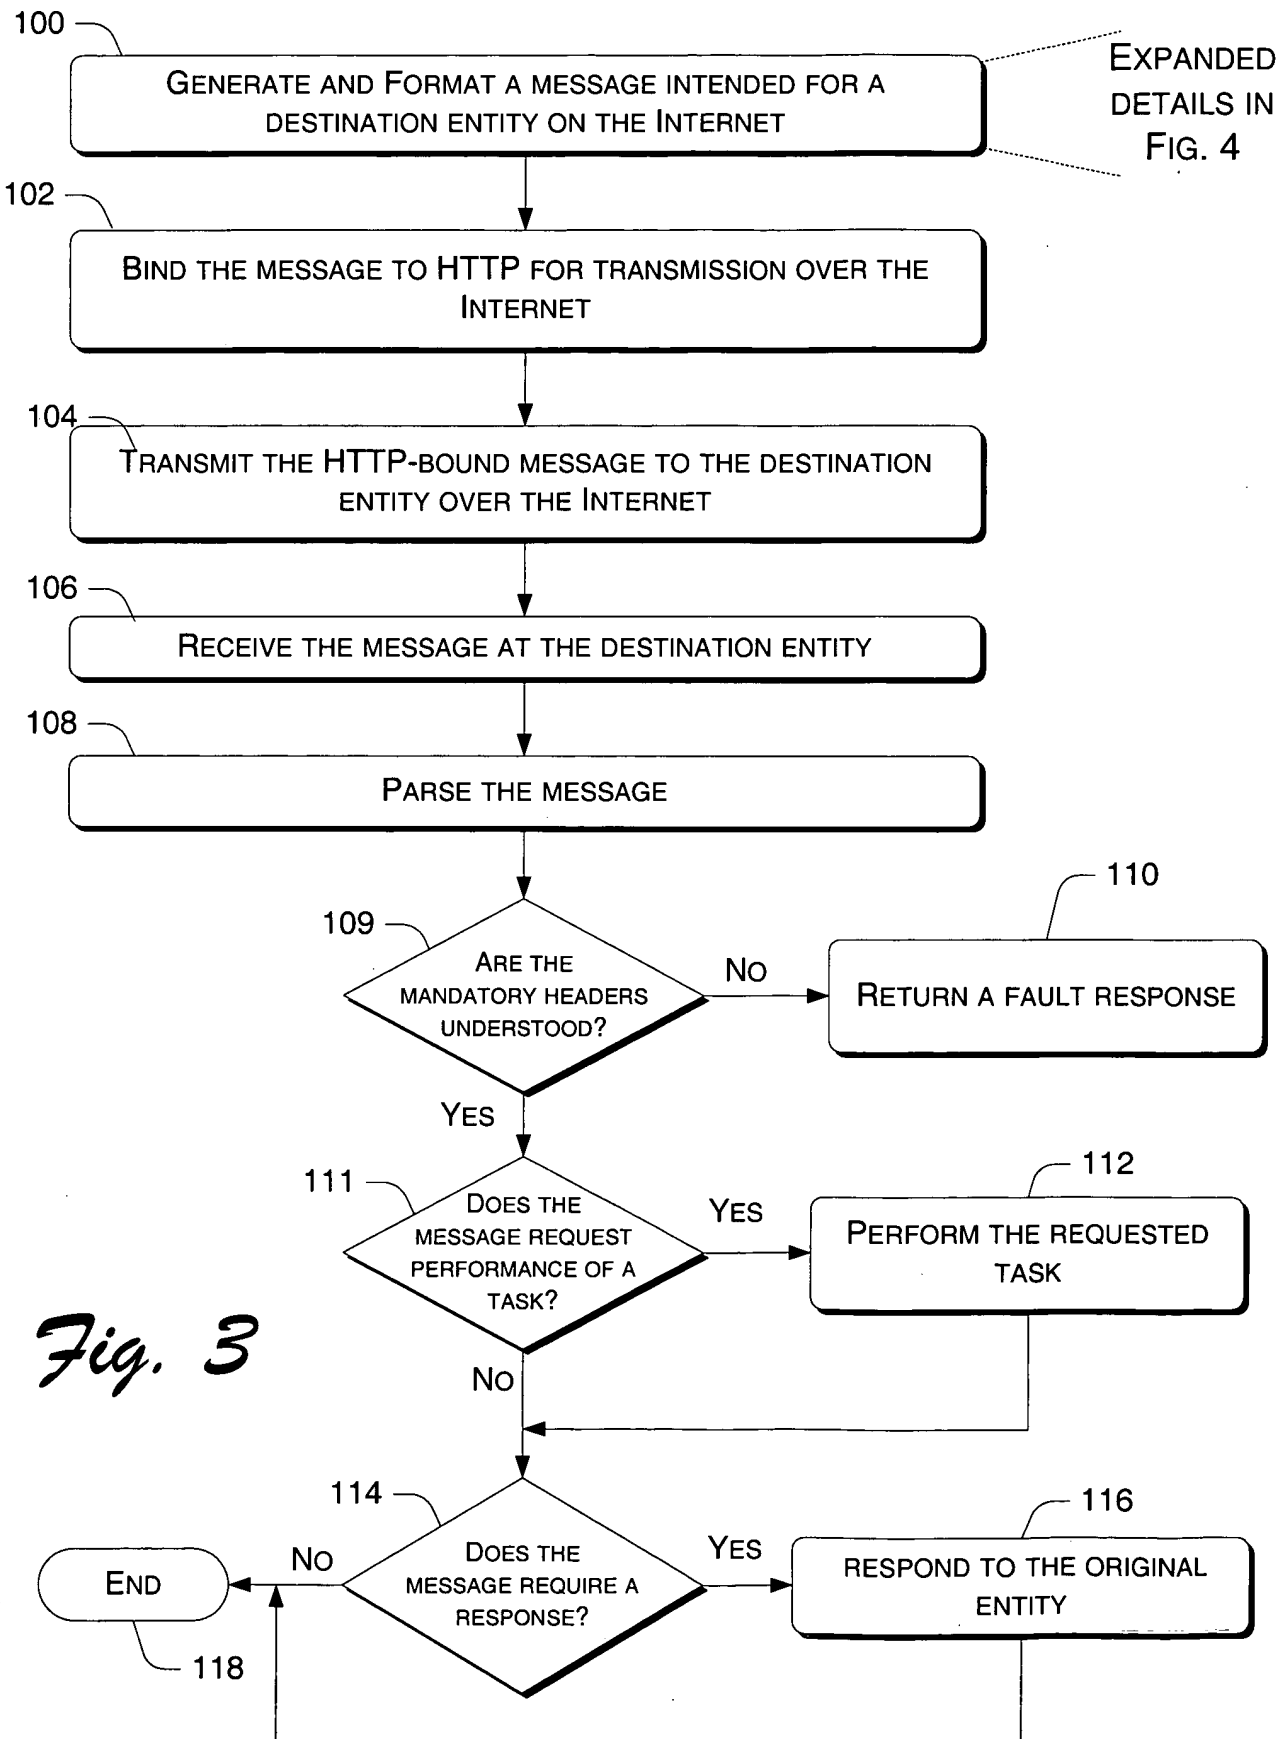 100
GENERATE AND FORMAT A MESSAGE INTENDED FOR A
DESTINATION ENTITY ON THE INTERNET
EXPANDED
DETAILS IN
FIG. 4
102
BIND THE MESSAGE TO HTTP FOR TRANSMISSION OVER THE
INTERNET
104
TRANSMIT THE HTTP-BOUND MESSAGE TO THE DESTINATION
ENTITY OVER THE INTERNET
106
RECEIVE THE MESSAGE AT THE DESTINATION ENTITY
108
PARSE THE MESSAGE
109
ARE THE
MANDATORY HEADERS
UNDERSTOOD?
NO
110
RETURN A FAULT RESPONSE
YES
111
DOES THE
MESSAGE REQUEST
PERFORMANCE OF A
TASK?
YES
112
PERFORM THE REQUESTED
TASK
NO
Fig. 3
114
DOES THE
MESSAGE REQUIRE A
RESPONSE?
YES
116
RESPOND TO THE ORIGINAL
ENTITY
NO
END
118